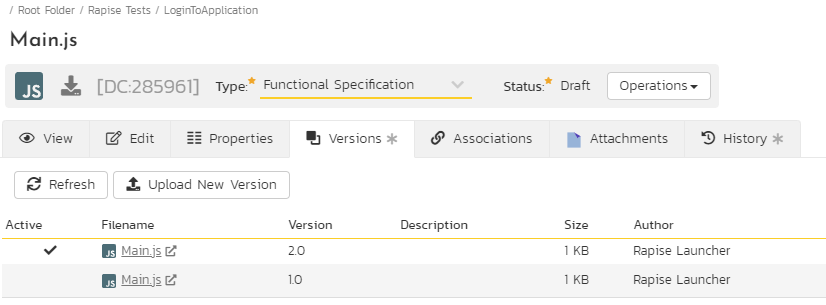 / Root Folder / Rapise Tests / LoginToApplication
Main.js
JS [DC:285961] Type: Functional Specification Status: Draft Operations
View Edit Properties Versions Associations Attachments History
Refresh Upload New Version
Active Filename Version Description Size Author
JS Main.js 2.0 1 KB Rapise Launcher
JS Main.js 1.0 1 KB Rapise Launcher